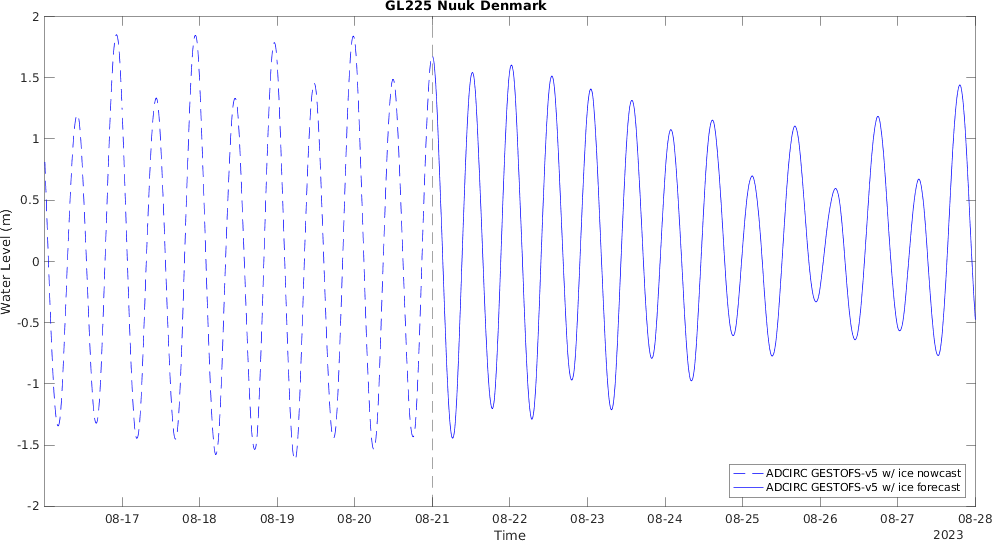 GL225 Nuuk Denmark
2
1.5
1
0.5
0
-0.5
-1
-1.5
-2
Water Level (m)
ADCIRC GESTOFS-v5 w/ ice nowcast
ADCIRC GESTOFS-v5 w/ ice forecast
08-17 08-18 08-19 08-20 08-21 08-22 08-23 08-24 08-25 08-26 08-27 08-28
Time
2023